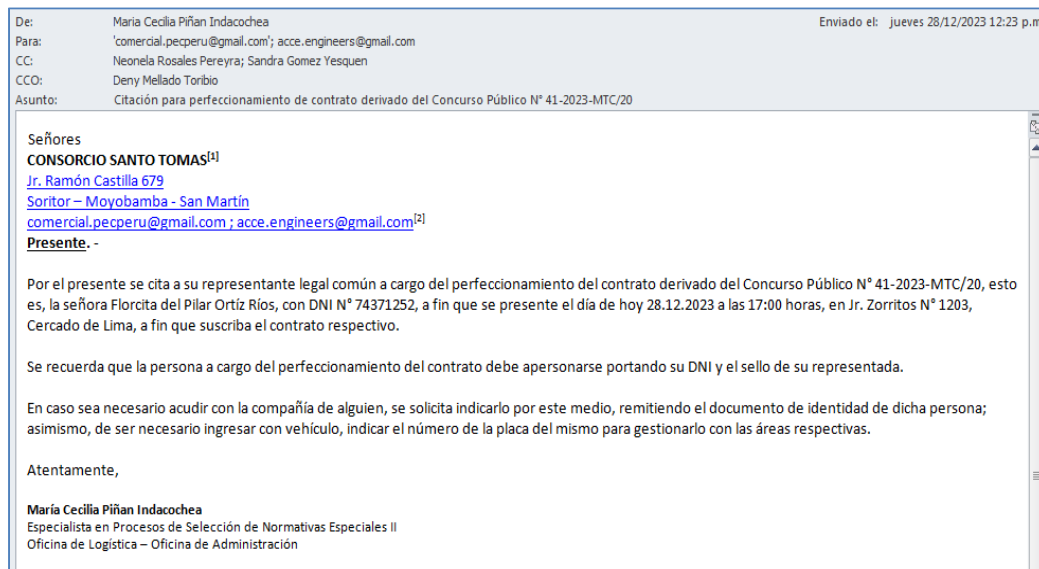 De: Maria Cecilia Piñan Indacochea Enviado el: jueves 28/12/2023 12:23 p.m
Para: 'comercial.pecperu@gmail.com'; acce.engineers@gmail.com
CC: Neonela Rosales Pereyra; Sandra Gomez Yesquen
CCO: Deny Mellado Toribio
Asunto: Citación para perfeccionamiento de contrato derivado del Concurso Público N° 41-2023-MTC/20
Señores
CONSORCIO SANTO TOMAS[1]
Jr. Ramón Castilla 679
Soritor – Moyobamba - San Martín
comercial.pecperu@gmail.com ; acce.engineers@gmail.com[2]
Presente. -
Por el presente se cita a su representante legal común a cargo del perfeccionamiento del contrato derivado del Concurso Público N° 41-2023-MTC/20, esto
es, la señora Florcita del Pilar Ortíz Ríos, con DNI N° 74371252, a fin que se presente el día de hoy 28.12.2023 a las 17:00 horas, en Jr. Zorritos N° 1203,
Cercado de Lima, a fin que suscriba el contrato respectivo.
Se recuerda que la persona a cargo del perfeccionamiento del contrato debe apersonarse portando su DNI y el sello de su representada.
En caso sea necesario acudir con la compañía de alguien, se solicita indicarlo por este medio, remitiendo el documento de identidad de dicha persona;
asimismo, de ser necesario ingresar con vehículo, indicar el número de la placa del mismo para gestionarlo con las áreas respectivas.
Atentamente,
María Cecilia Piñan Indacochea
Especialista en Procesos de Selección de Normativas Especiales II
Oficina de Logística – Oficina de Administración